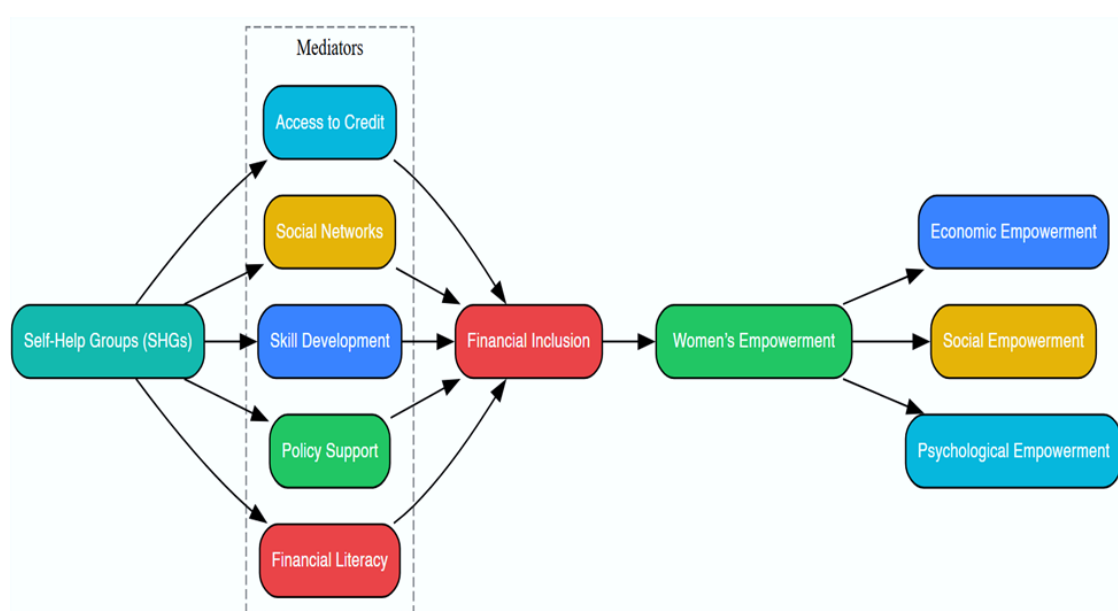 Mediators
Access to Credit
Social Networks
Self-Help Groups (SHGs)
Skill Development
Policy Support
Financial Literacy
Financial Inclusion
Women's Empowerment
Economic Empowerment
Social Empowerment
Psychological Empowerment